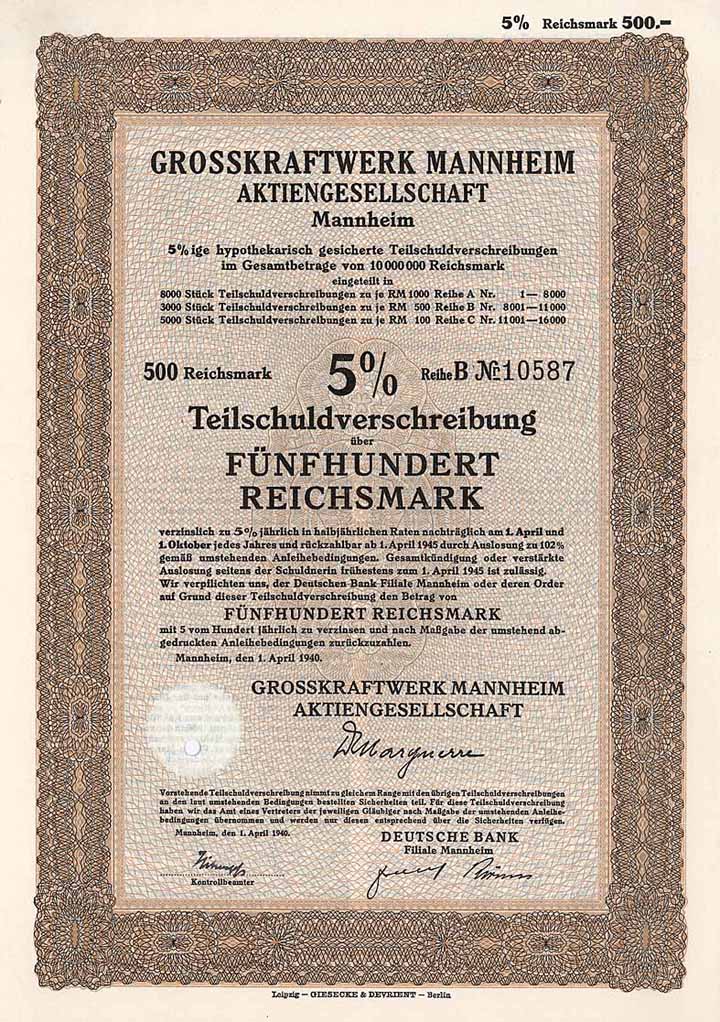 5% Reichsmark 500.–
GROSSKRAFTWERK MANNHEIM
AKTIENGESELLSCHAFT
Mannheim
5%ige hypothekarisch gesicherte Teilschuldverschreibungen
im Gesamtbetrage von 10 000 000 Reichsmark
eingeteilt in
8000 Stück Teilschuldverschreibungen zu je RM 1000 Reihe A Nr. 1— 8000
3000 Stück Teilschuldverschreibungen zu je RM 500 Reihe B Nr. 8001—11000
5000 Stück Teilschuldverschreibungen zu je RM 100 Reihe C Nr. 11001—16000
500 Reichsmark 5% Reihe B Nr. 10587
Teilschuldverschreibung
über
FÜNFHUNDERT
REICHSMARK
verzinslich zu 5% jährlich in halbjährlichen Raten nachträglich am 1. April und
1. Oktober jedes Jahres und rückzahlbar ab 1. April 1945 durch Auslosung zu 102%
gemäß umstehenden Anleihebedingungen. Gesamtkündigung oder verstärkte
Auslosung seitens der Schuldnerin frühestens zum 1. April 1945 ist zulässig.
Wir verpflichten uns, der Deutschen Bank Filiale Mannheim oder deren Order
auf Grund dieser Teilschuldverschreibung den Betrag von
FÜNFHUNDERT REICHSMARK
mit 5 vom Hundert jährlich zu verzinsen und nach Maßgabe der umstehend ab-
gedruckten Anleihebedingungen zurückzuzahlen.
Mannheim, den 1. April 1940.
GROSSKRAFTWERK MANNHEIM
AKTIENGESELLSCHAFT
Marguerre
Vorstehende Teilschuldverschreibung nimmt zu gleichem Range mit den übrigen Teilschuldverschreibungen
an den laut umstehenden Bedingungen bestellten Sicherheiten teil. Für diese Teilschuldverschreibung
haben wir das Amt eines Vertreters der jeweiligen Gläubiger nach Maßgabe der umstehenden Anleihe-
bedingungen übernommen und werden nur diesen entsprechend über die Sicherheiten verfügen.
Mannheim, den 1. April 1940.
DEUTSCHE BANK
Filiale Mannheim
Kontrollbeamter
Leipzig — GIESECKE & DEVRIENT — Berlin